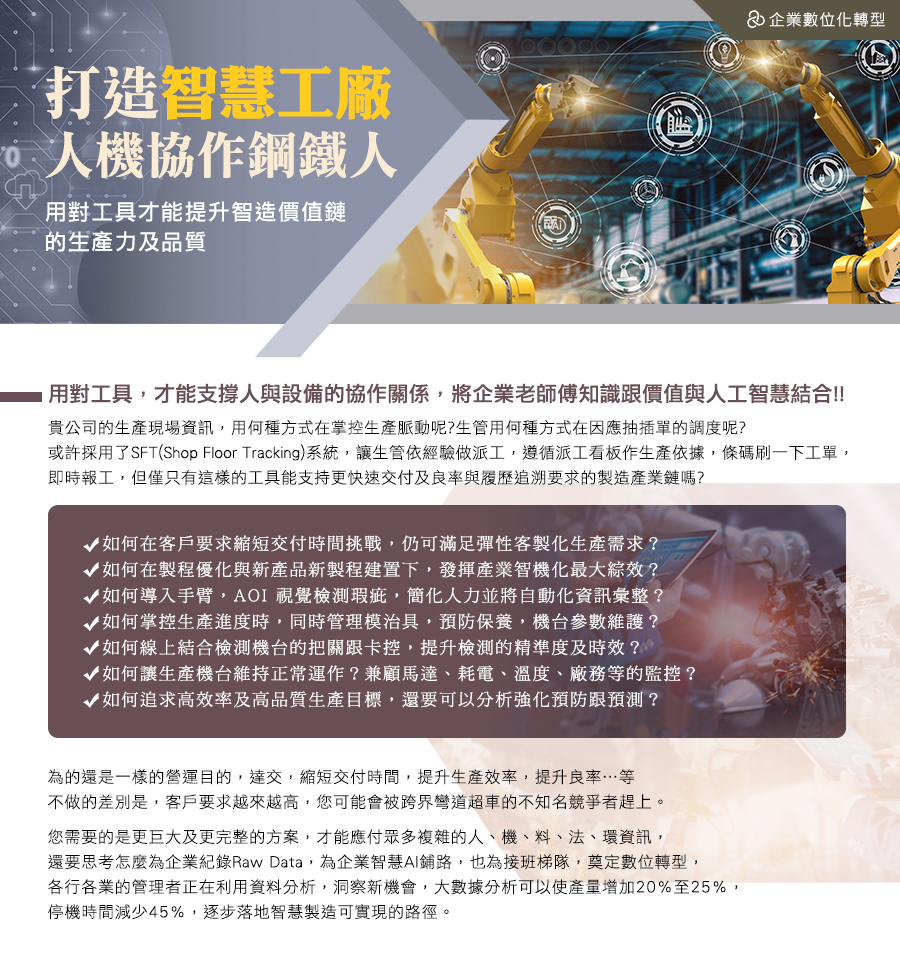 企業數位化轉型
打造智慧工廠
人機協作鋼鐵人
用對工具才能提升智造價值鏈
的生產力及品質
AI
用對工具，才能支撐人與設備的協作關係，將企業老師傅知識跟價值與人工智慧結合!!
貴公司的生產現場資訊，用何種方式在掌控生產脈動呢?生管用何種方式在因應抽插單的調度呢?
或許採用了SFT(Shop Floor Tracking)系統，讓生管依經驗做派工，遵循派工看板作生產依據，條碼刷一下工單，
即時報工，但僅只有這樣的工具能支持更快速交付及良率與履歷追溯要求的製造產業鏈嗎?
✓如何在客戶要求縮短交付時間挑戰，仍可滿足彈性客製化生產需求？
✓如何在製程優化與新產品新製程建置下，發揮產業智機化最大綜效？
✓如何導入手臂，AOI 視覺檢測瑕疵，簡化人力並將自動化資訊彙整？
✓如何掌控生產進度時，同時管理模治具，預防保養，機台參數維護？
✓如何線上結合檢測機台的把關跟卡控，提升檢測的精準度及時效？
✓如何讓生產機台維持正常運作？兼顧馬達、耗電、溫度、廠務等的監控？
✓如何追求高效率及高品質生產目標，還要可以分析強化預防跟預測？
為的還是一樣的營運目的，達交，縮短交付時間，提升生產效率，提升良率⋯等
不做的差別是，客戶要求越來越高，您可能會被跨界彎道超車的不知名競爭者趕上。
您需要的是更巨大及更完整的方案，才能應付眾多複雜的人、機、料、法、環資訊，
還要思考怎麼為企業紀錄Raw Data，為企業智慧AI鋪路，也為接班梯隊，奠定數位轉型，
各行各業的管理者正在利用資料分析，洞察新機會，大數據分析可以使產量增加20%至25%，
停機時間減少45%，逐步落地智慧製造可實現的路徑。